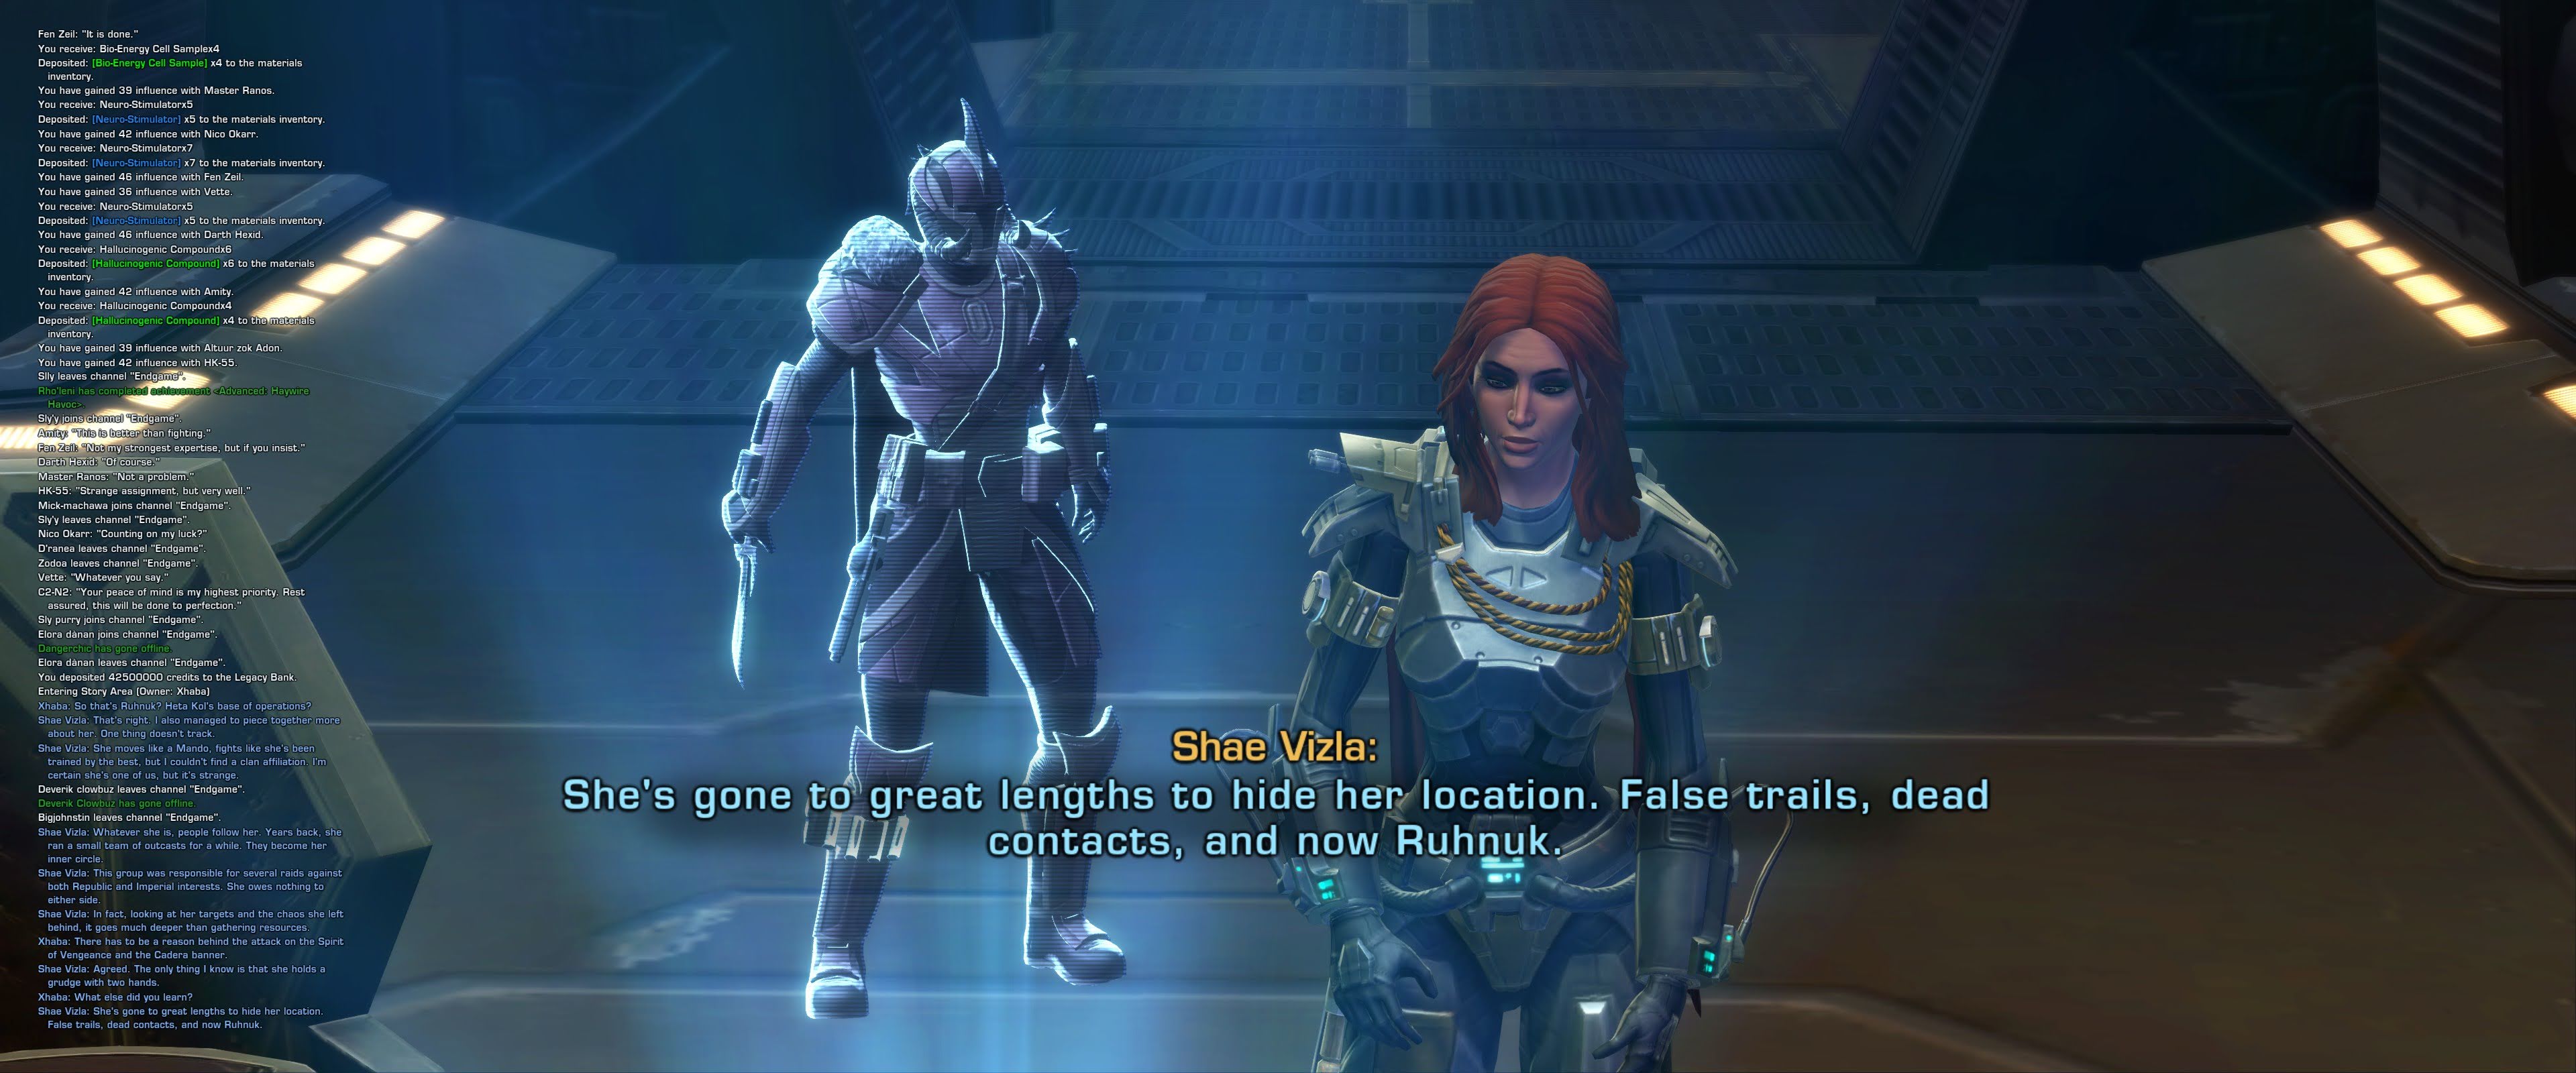 Fen Zeil: "It is done."
You receive: Bio-Energy Cell Samplex4
Deposited: [Bio-Energy Cell Sample] x4 to the materials
inventory.
You have gained 39 influence with Master Ranos.
You receive: Neuro-Stimulatorx5
Deposited: [Neuro-Stimulator] x5 to the materials inventory.
You have gained 42 influence with Nico Okarr.
You receive: Neuro-Stimulatorx7
Deposited: [Neuro-Stimulator] x7 to the materials inventory.
You have gained 46 influence with Fen Zeil.
You have gained 36 influence with Vette.
You receive: Neuro-Stimulatorx5
Deposited: [Neuro-Stimulator] x5 to the materials inventory.
You have gained 46 influence with Darth Hexid.
You receive: Hallucinogenic Compoundx6
Deposited: [Hallucinogenic Compound] x6 to the materials
inventory.
You have gained 42 influence with Amity.
You receive: Hallucinogenic Compoundx4
Deposited: [Hallucinogenic Compound] x4 to the materials
inventory.
You have gained 39 influence with Altuur zok Adon.
You have gained 42 influence with HK-55.
Slly leaves channel "Endgame".
Rho'leni has completed achievement <Advanced: Haywire
Havoc>.
Sly'y joins channel "Endgame".
Amity: "This is better than fighting."
Fen Zeil: "Not my strongest expertise, but if you insist."
Darth Hexid: "Of course."
Master Ranos: "Not a problem."
HK-55: "Strange assignment, but very well."
Mick-machawa joins channel "Endgame".
Sly'y leaves channel "Endgame".
Nico Okarr: "Counting on my luck?"
D'ranea leaves channel "Endgame".
Zodoa leaves channel "Endgame".
Vette: "Whatever you say."
C2-N2: "Your peace of mind is my highest priority. Rest
assured, this will be done to perfection."
Sly purry joins channel "Endgame".
Elora dánan joins channel "Endgame".
Dangerchic has gone offline.
Elora dánan leaves channel "Endgame".
You deposited 42500000 credits to the Legacy Bank.
Entering Story Area (Owner: Xhaba)
Xhaba: So that's Ruhnuk? Heta Kol's base of operations?
Shae Vizla: That's right. I also managed to piece together more
about her. One thing doesn't track.
Shae Vizla: She moves like a Mando, fights like she's been
trained by the best, but I couldn't find a clan affiliation. I'm
certain she's one of us, but it's strange.
Deverik clowbuz leaves channel "Endgame".
Deverik Clowbuz has gone offline.
Bigjohnstin leaves channel "Endgame".
Shae Vizla: Whatever she is, people follow her. Years back, she
ran a small team of outcasts for a while. They become her
inner circle.
Shae Vizla: This group was responsible for several raids against
both Republic and Imperial interests. She owes nothing to
either side.
Shae Vizla: In fact, looking at her targets and the chaos she left
behind, it goes much deeper than gathering resources.
Xhaba: There has to be a reason behind the attack on the Spirit
of Vengeance and the Cadera banner.
Shae Vizla: Agreed. The only thing I know is that she holds a
grudge with two hands.
Xhaba: What else did you learn?
Shae Vizla: She's gone to great lengths to hide her location.
False trails, dead contacts, and now Ruhnuk.
Shae Vizla:
She's gone to great lengths to hide her location. False trails, dead
contacts, and now Ruhnuk.